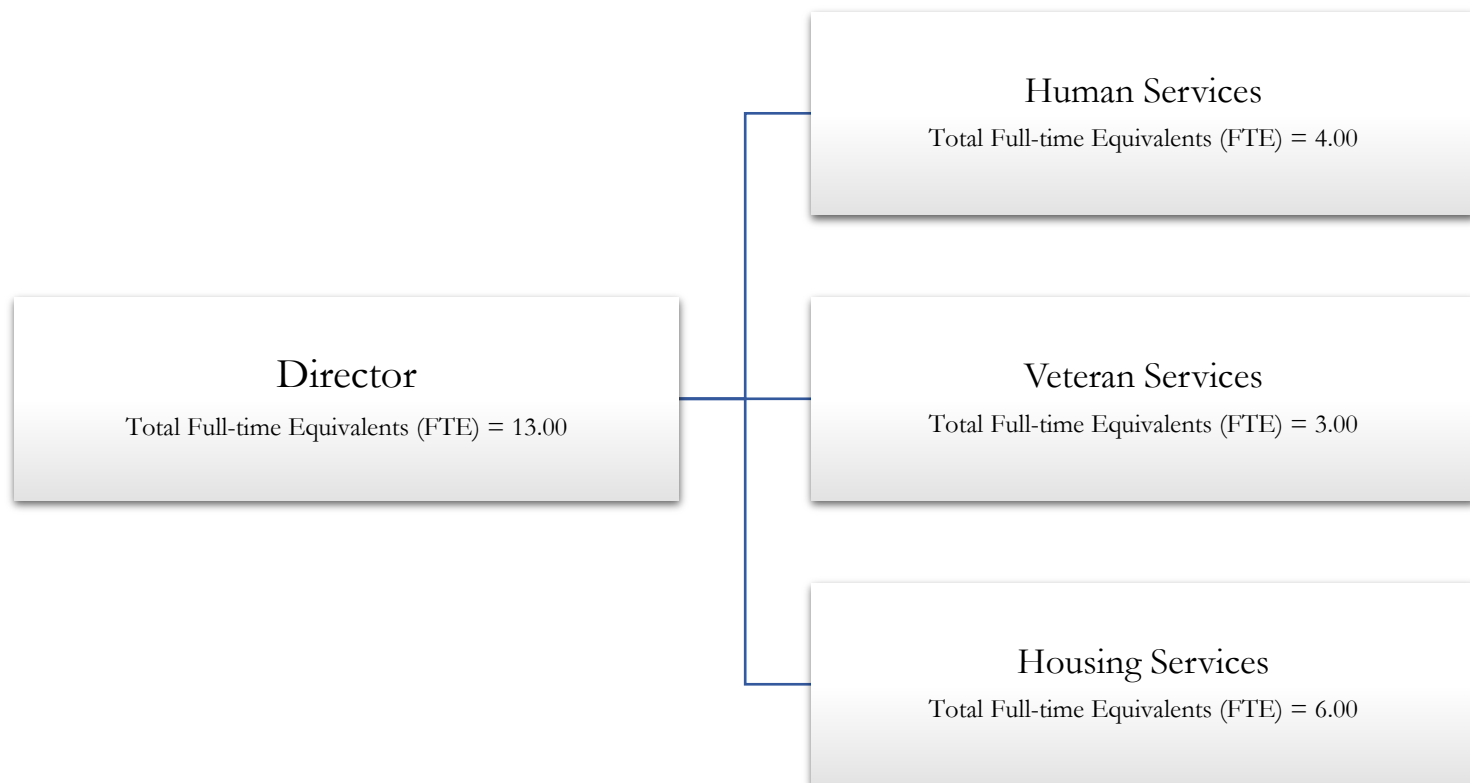 Human Services
Total Full-time Equivalents (FTE) = 4.00
Director
Total Full-time Equivalents (FTE) = 13.00
Veteran Services
Total Full-time Equivalents (FTE) = 3.00
Housing Services
Total Full-time Equivalents (FTE) = 6.00